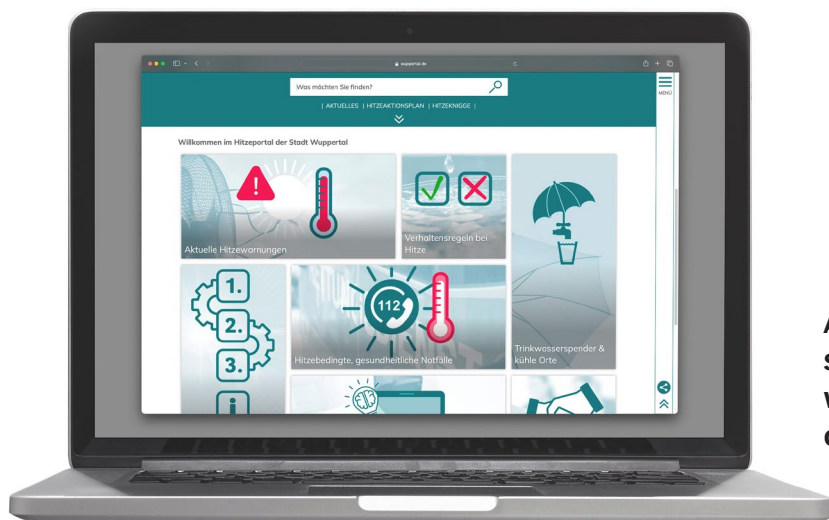 wuppertal.de
Was möchten Sie finden?
MENÜ
| AKTUELLES | HITZEAKTIONSPLAN | HITZEKNIGGE |
Willkommen im Hitzeportal der Stadt Wuppertal
!
Aktuelle Hitzewarnungen
Verhaltensregeln bei
Hitze
1.
2.
3.
i
112
Hitzebedingte, gesundheitliche Notfälle
Trinkwasserspender &
kühle Orte